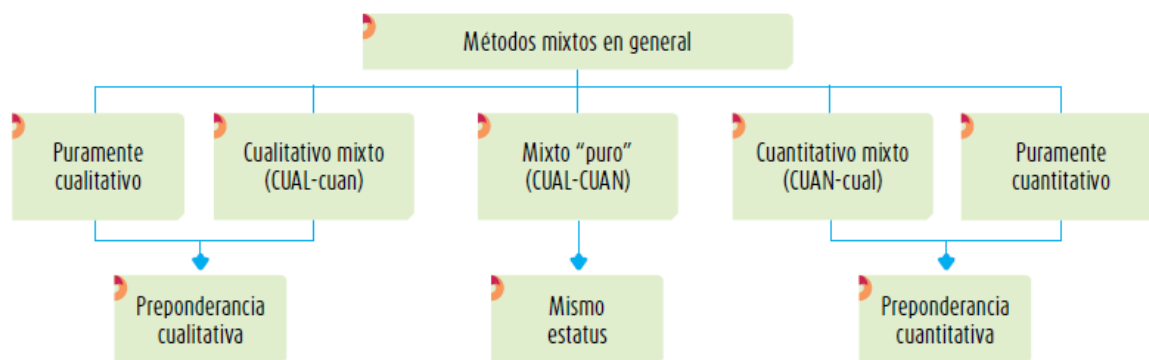 Métodos mixtos en general
Puramente
cualitativo
Cualitativo mixto
(CUAL-cuan)
Mixto “puro”
(CUAL-CUAN)
Cuantitativo mixto
(CUAN-cual)
Puramente
cuantitativo
Preponderancia
cualitativa
Mismo
estatus
Preponderancia
cuantitativa